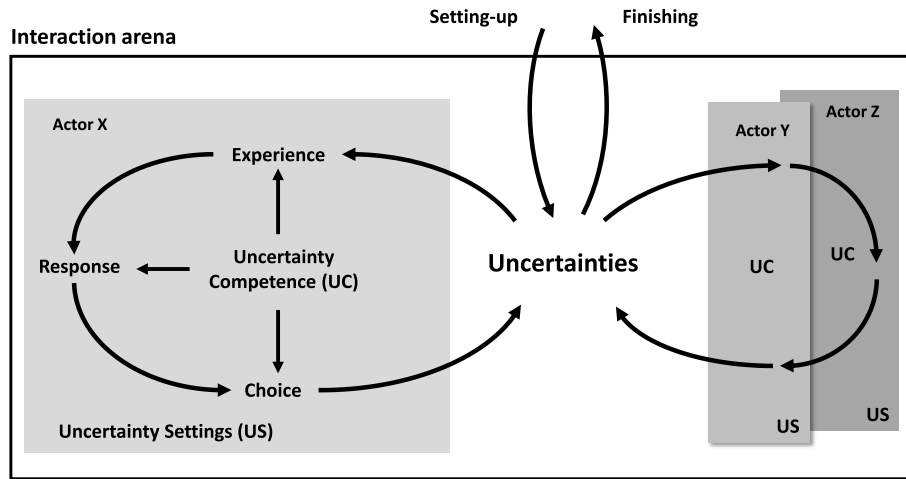 Setting-up
Finishing
Interaction arena
Actor X
Experience
Response
Uncertainty
Competence (UC)
Choice
Uncertainty Settings (US)
Uncertainties
Actor Y
UC
US
Actor Z
UC
US